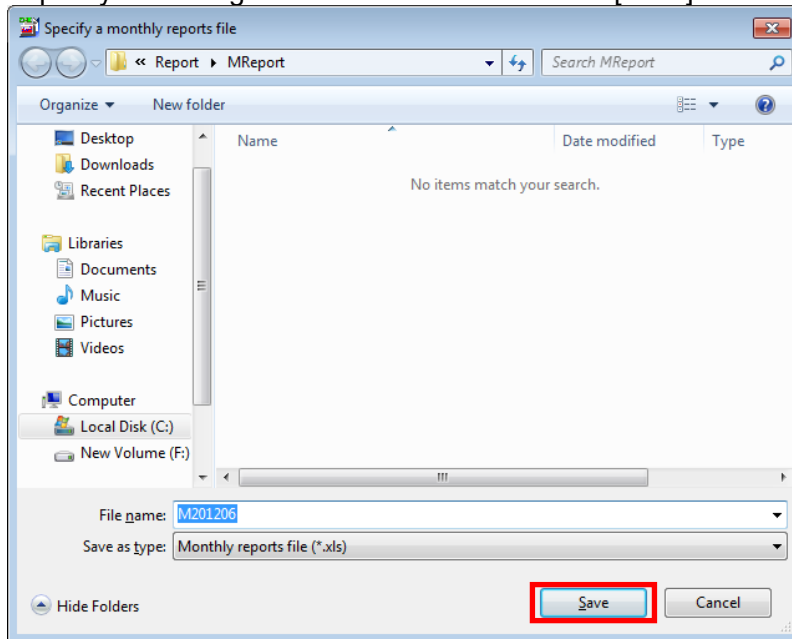 Specify a monthly reports file
« Report ▸ MReport
Search MReport
Organize
New folder
Name
Date modified
Type
No items match your search.
Desktop
Downloads
Recent Places
Libraries
Documents
Music
Pictures
Videos
Computer
Local Disk (C:)
New Volume (F:)
File name: M201206
Save as type: Monthly reports file (*.xls)
Hide Folders
Save
Cancel